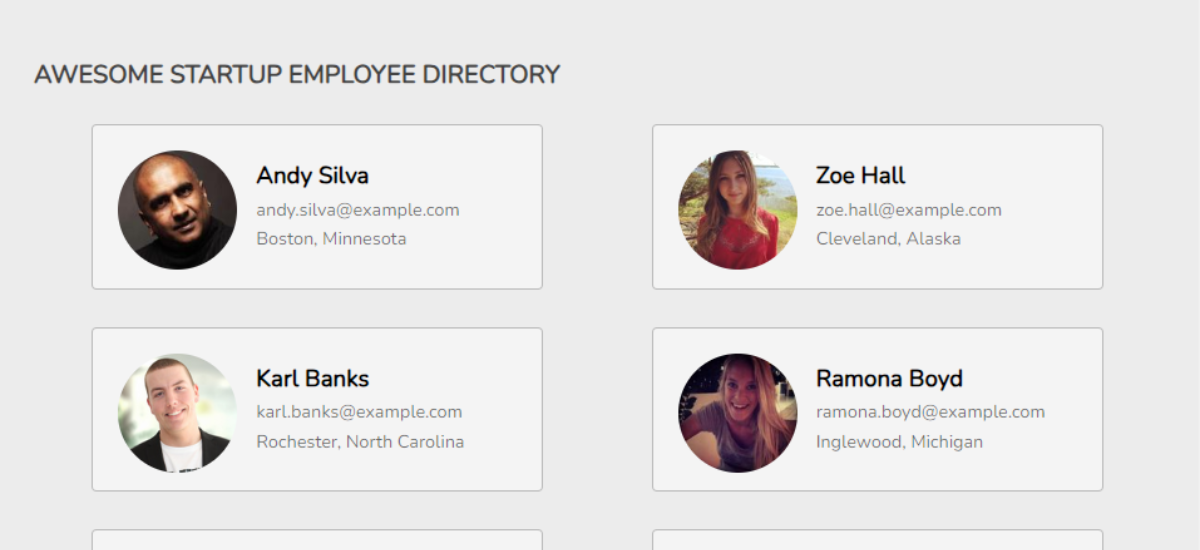 AWESOME STARTUP EMPLOYEE DIRECTORY
Andy Silva
andy.silva@example.com
Boston, Minnesota
Zoe Hall
zoe.hall@example.com
Cleveland, Alaska
Karl Banks
karl.banks@example.com
Rochester, North Carolina
Ramona Boyd
ramona.boyd@example.com
Inglewood, Michigan